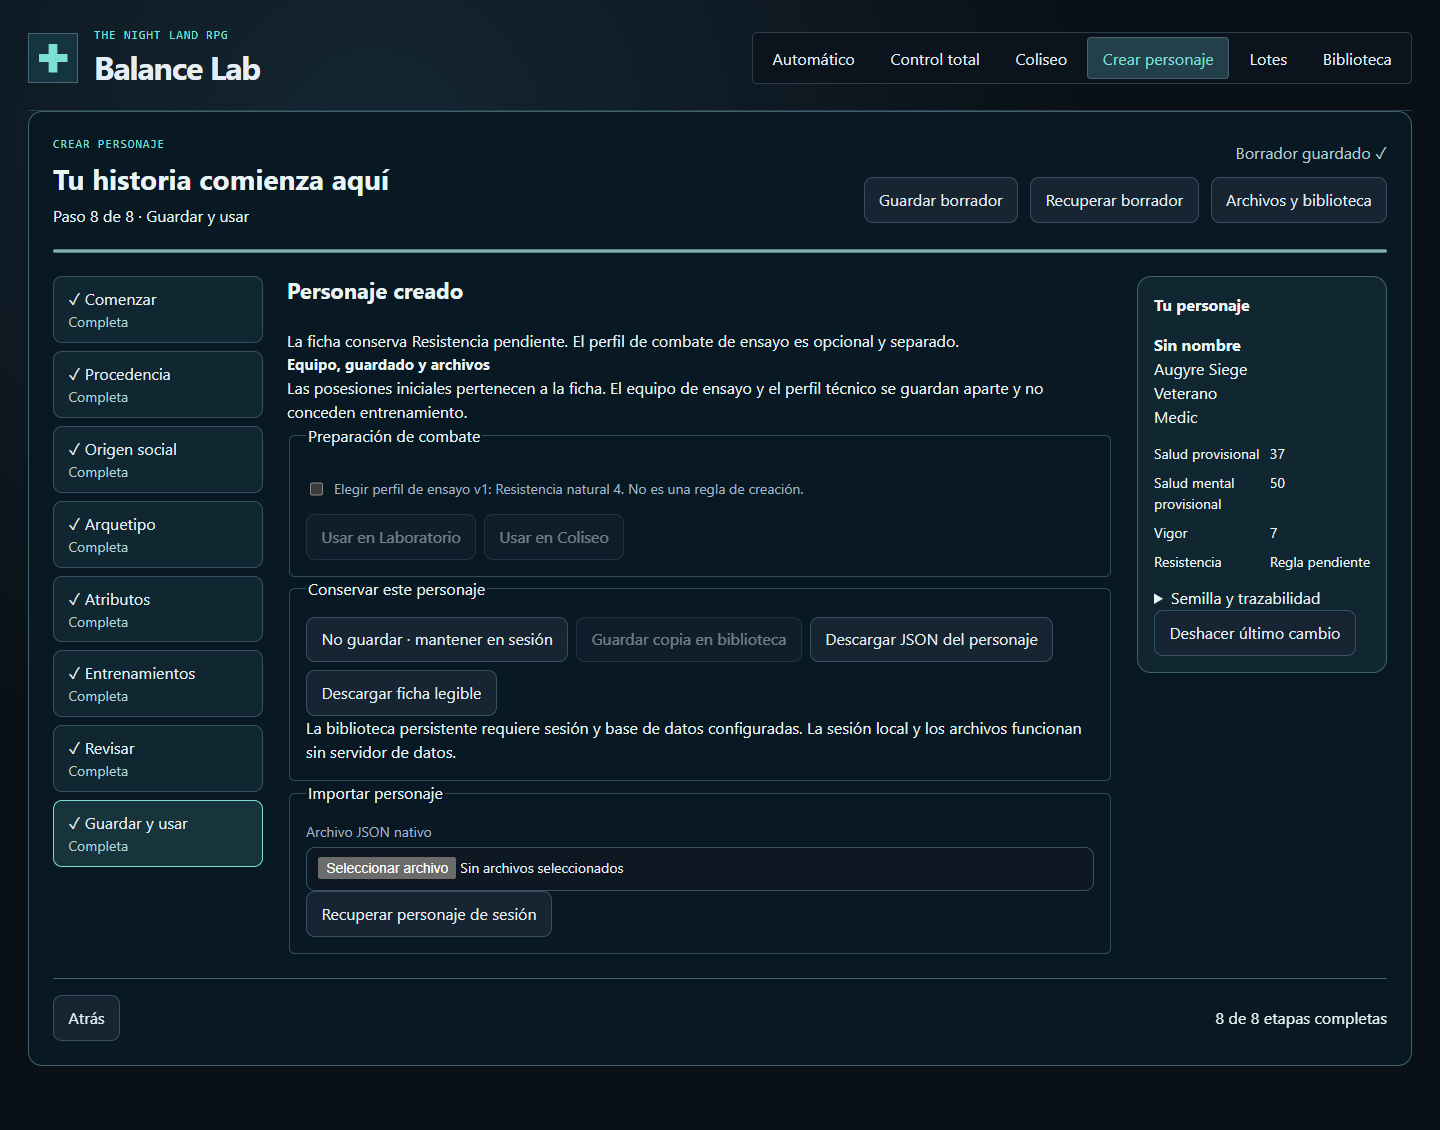 THE NIGHT LAND RPG
Balance Lab
Automático
Control total
Coliseo
Crear personaje
Lotes
Biblioteca
CREAR PERSONAJE
Tu historia comienza aquí
Paso 8 de 8 · Guardar y usar
Borrador guardado ✓
Guardar borrador
Recuperar borrador
Archivos y biblioteca
✓ Comenzar
Completa
✓ Procedencia
Completa
✓ Origen social
Completa
✓ Arquetipo
Completa
✓ Atributos
Completa
✓ Entrenamientos
Completa
✓ Revisar
Completa
✓ Guardar y usar
Completa
Personaje creado
La ficha conserva Resistencia pendiente. El perfil de combate de ensayo es opcional y separado.
Equipo, guardado y archivos
Las posesiones iniciales pertenecen a la ficha. El equipo de ensayo y el perfil técnico se guardan aparte y no
conceden entrenamiento.
Preparación de combate
Elegir perfil de ensayo v1: Resistencia natural 4. No es una regla de creación.
Usar en Laboratorio
Usar en Coliseo
Conservar este personaje
No guardar · mantener en sesión
Guardar copia en biblioteca
Descargar JSON del personaje
Descargar ficha legible
La biblioteca persistente requiere sesión y base de datos configuradas. La sesión local y los archivos funcionan
sin servidor de datos.
Importar personaje
Archivo JSON nativo
Seleccionar archivo Sin archivos seleccionados
Recuperar personaje de sesión
Tu personaje
Sin nombre
Augyre Siege
Veterano
Medic
Salud provisional 37
Salud mental 50
provisional
Vigor 7
Resistencia Regla pendiente
▶ Semilla y trazabilidad
Deshacer último cambio
Atrás
8 de 8 etapas completas